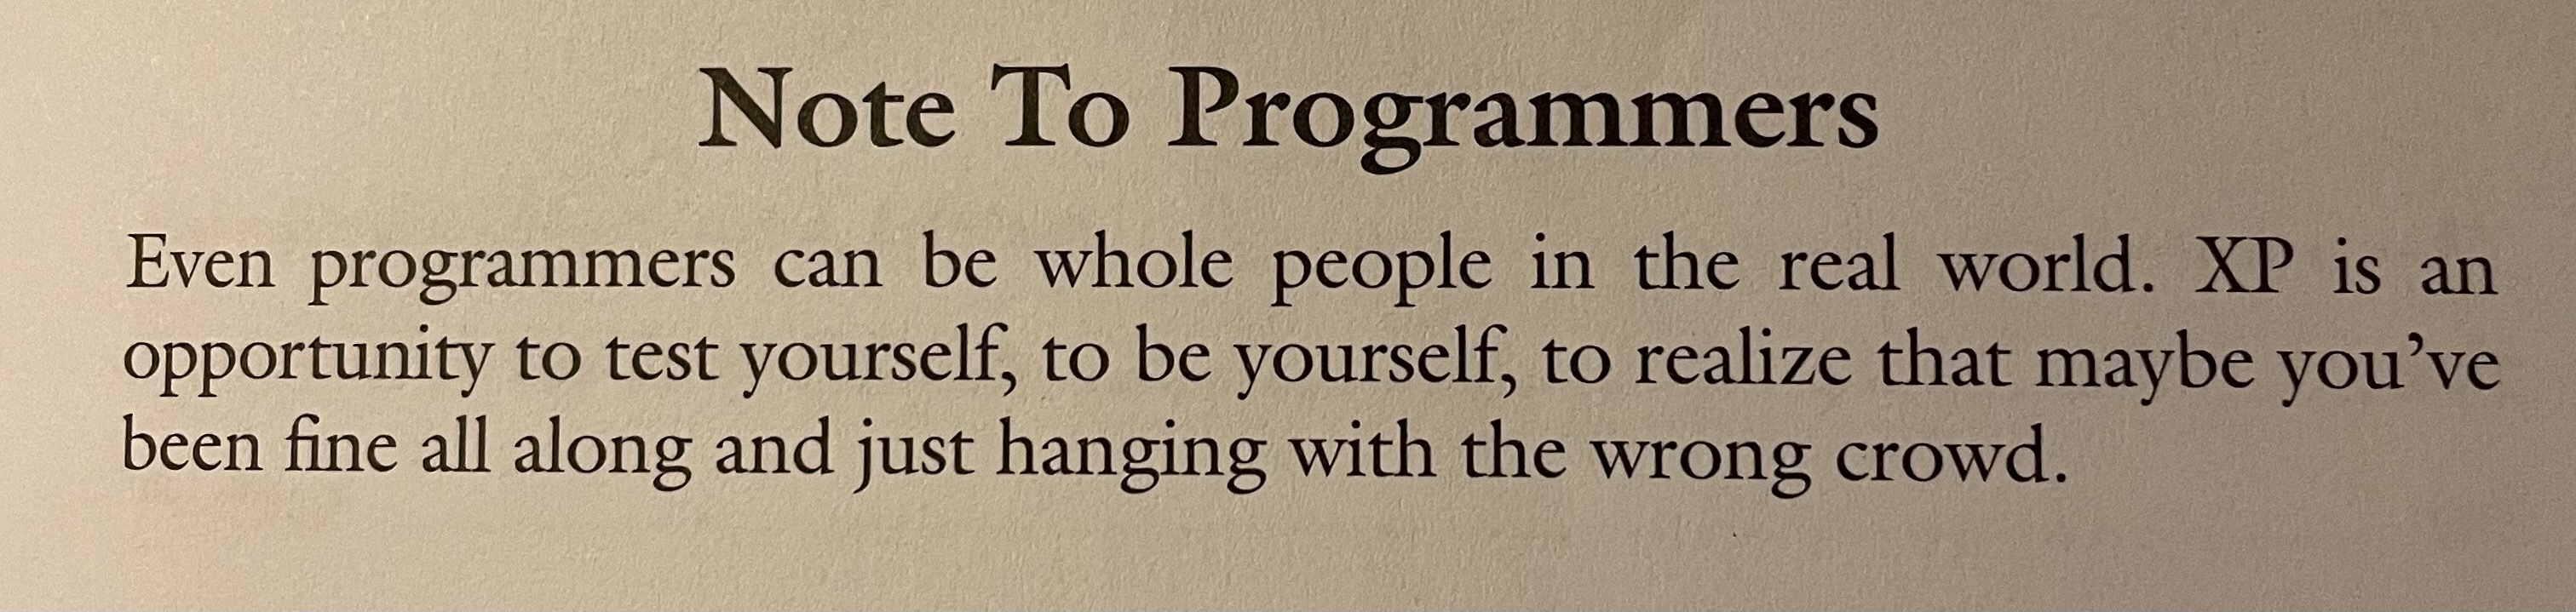 Note To Programmers
Even programmers can be whole people in the real world. XP is an
opportunity to test yourself, to be yourself, to realize that maybe you’ve
been fine all along and just hanging with the wrong crowd.